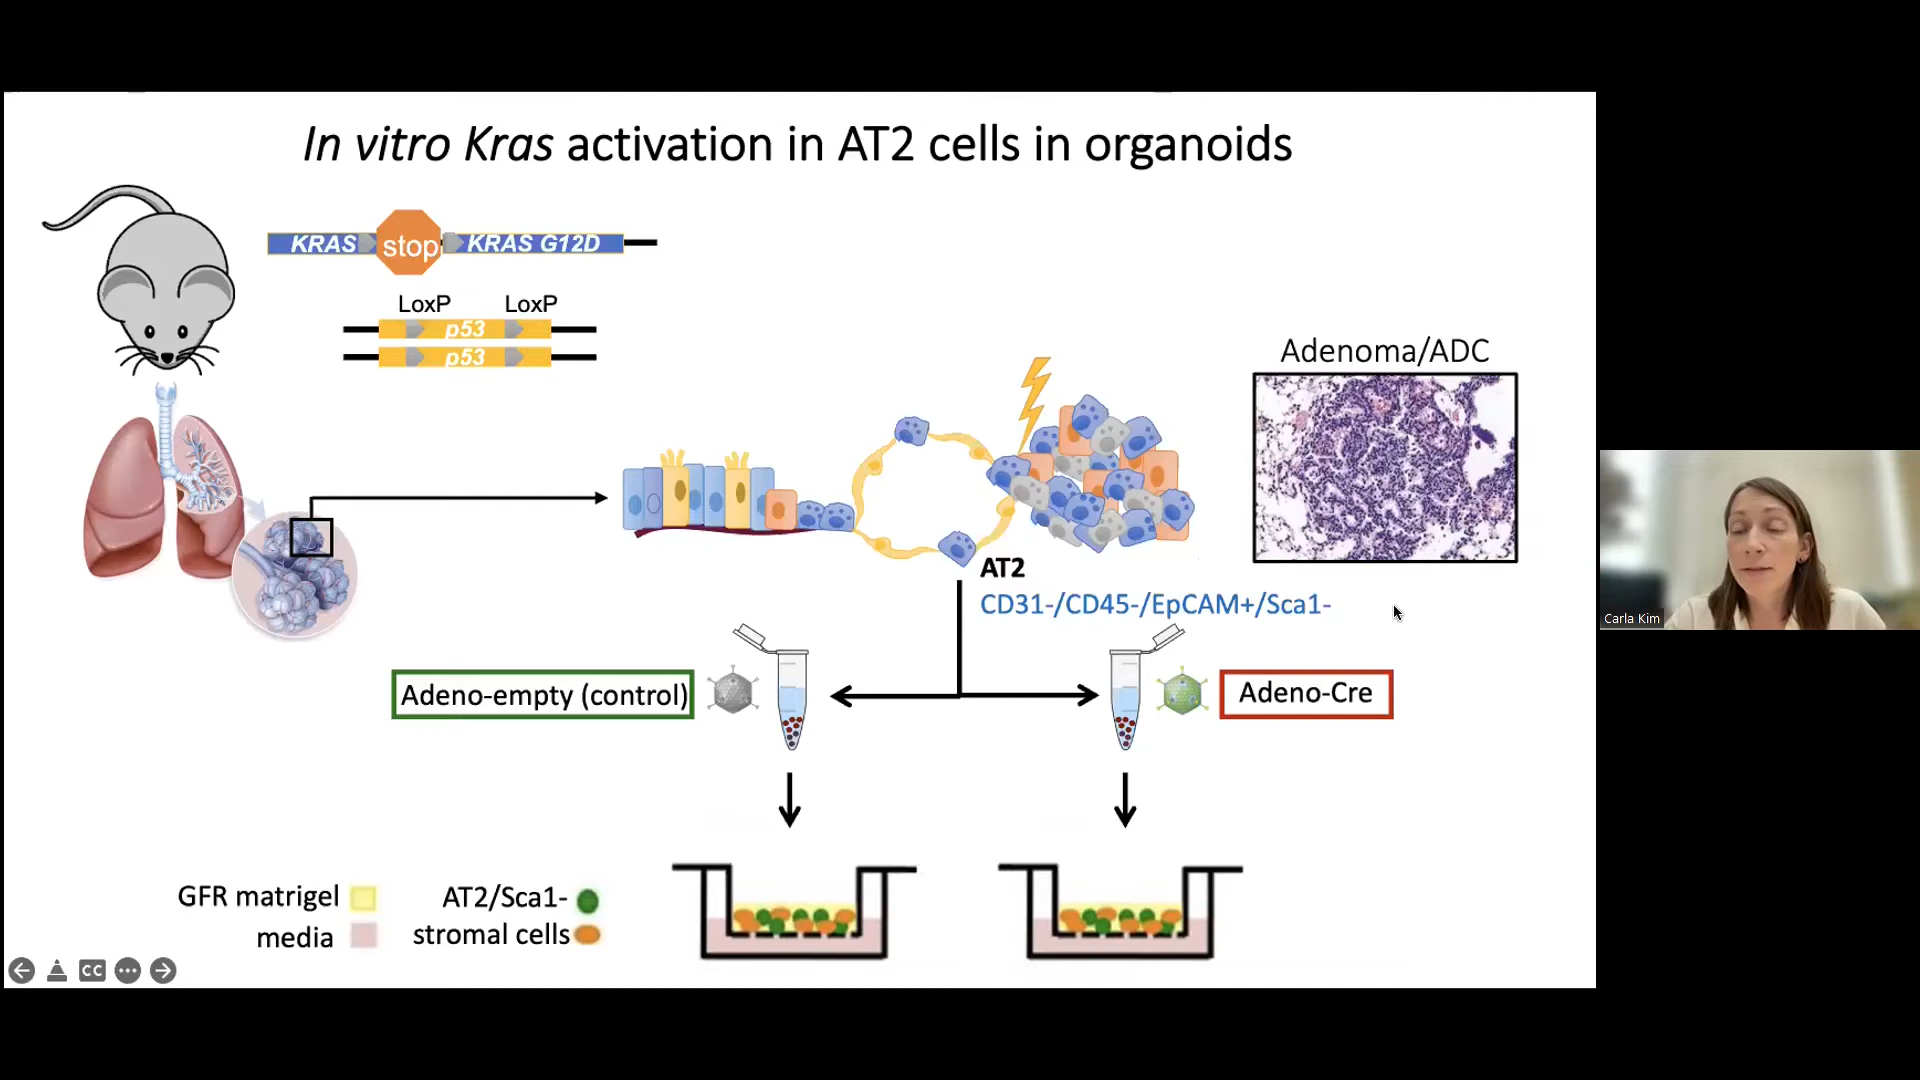 In vitro Kras activation in AT2 cells in organoids
KRAS stop KRAS G12D
LoxP LoxP
p53
p53
Adenoma/ADC
AT2
CD31-/CD45-/EpCAM+/Sca1-
Adeno-empty (control)
Adeno-Cre
GFR matrigel
media
AT2/Sca1-
stromal cells
CC
Carla Kim